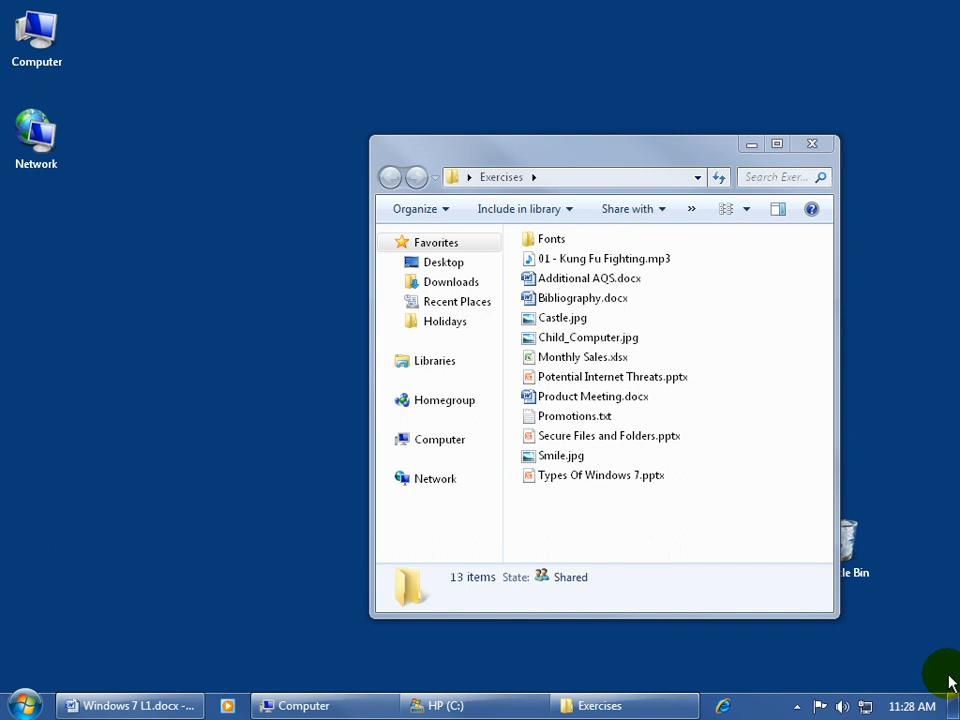 Computer
Network
Exercises
Search Exer...
Organize
Include in library
Share with
»
Favorites
Desktop
Downloads
Recent Places
Holidays
Libraries
Homegroup
Computer
Network
Fonts
01 - Kung Fu Fighting.mp3
Additional AQS.docx
Bibliography.docx
Castle.jpg
Child_Computer.jpg
Monthly Sales.xlsx
Potential Internet Threats.pptx
Product Meeting.docx
Promotions.txt
Secure Files and Folders.pptx
Smile.jpg
Types Of Windows 7.pptx
13 items State: Shared
le Bin
Windows 7 L1.docx -...
Computer
HP (C:)
Exercises
11:28 AM